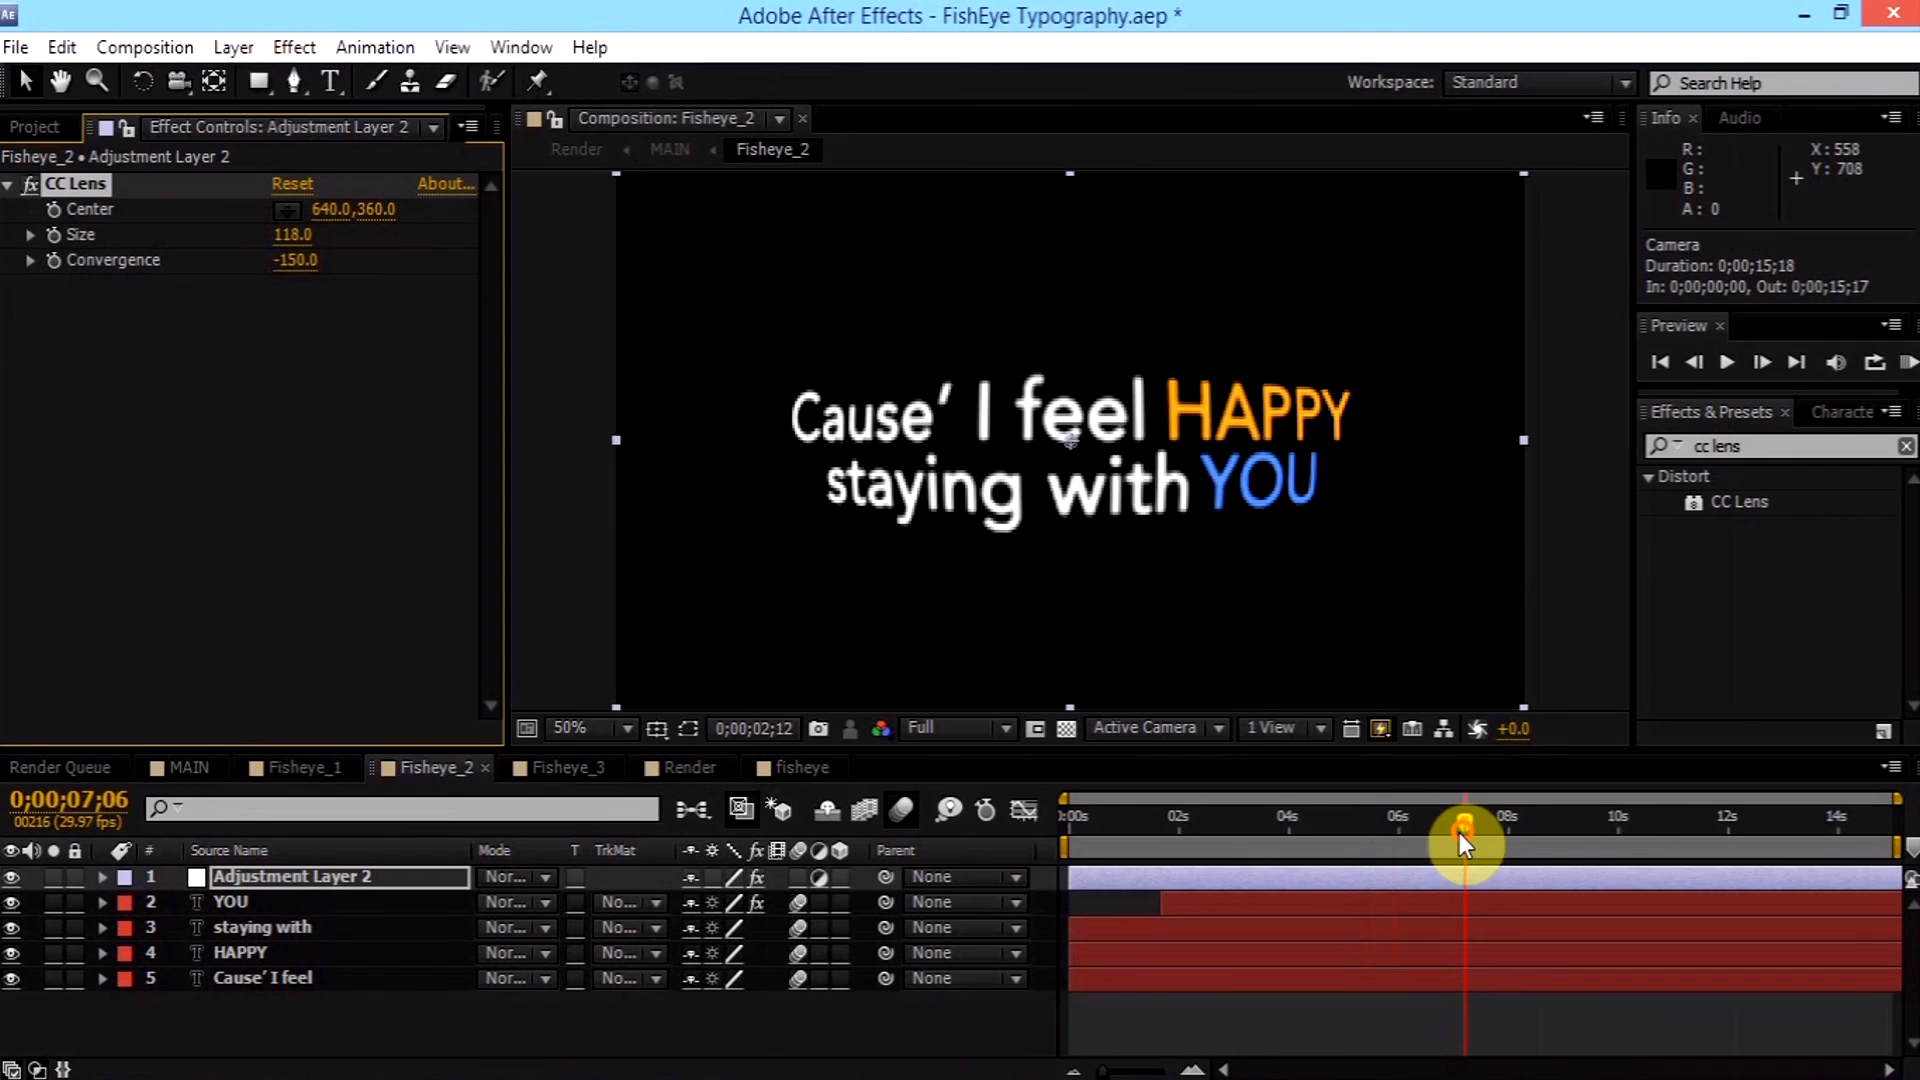 Ae Adobe After Effects - FishEye Typography.aep *
File Edit Composition Layer Effect Animation View Window Help
T Workspace: Standard Search Help
Project Effect Controls: Adjustment Layer 2 Composition: Fisheye_2 Info Audio
Fisheye_2 • Adjustment Layer 2 Render MAIN Fisheye_2
R: X: 558
G: Y: 708
B:
A: 0
fx CC Lens Reset About...
Center 640.0,360.0
Size 118.0
Convergence -150.0
Camera
Duration: 0;00;15;18
In: 0;00;00;00, Out: 0;00;15;17
Preview
Effects & Presets Characte
cc lens
Distort
CC Lens
Cause' I feel HAPPY
staying with YOU
50% 0;00;02;12 Full Active Camera 1 View +0.0
Render Queue MAIN Fisheye_1 Fisheye_2 Fisheye_3 Render fisheye
0;00;07;06
00216 (29.97 fps)
:00s 02s 04s 06s 08s 10s 12s 14s
# Source Name Mode T TrkMat fx Parent
1 Adjustment Layer 2 Nor... fx None
2 T YOU Nor... No... fx None
3 T staying with Nor... No... None
4 T HAPPY Nor... No... None
5 T Cause' I feel Nor... No... None